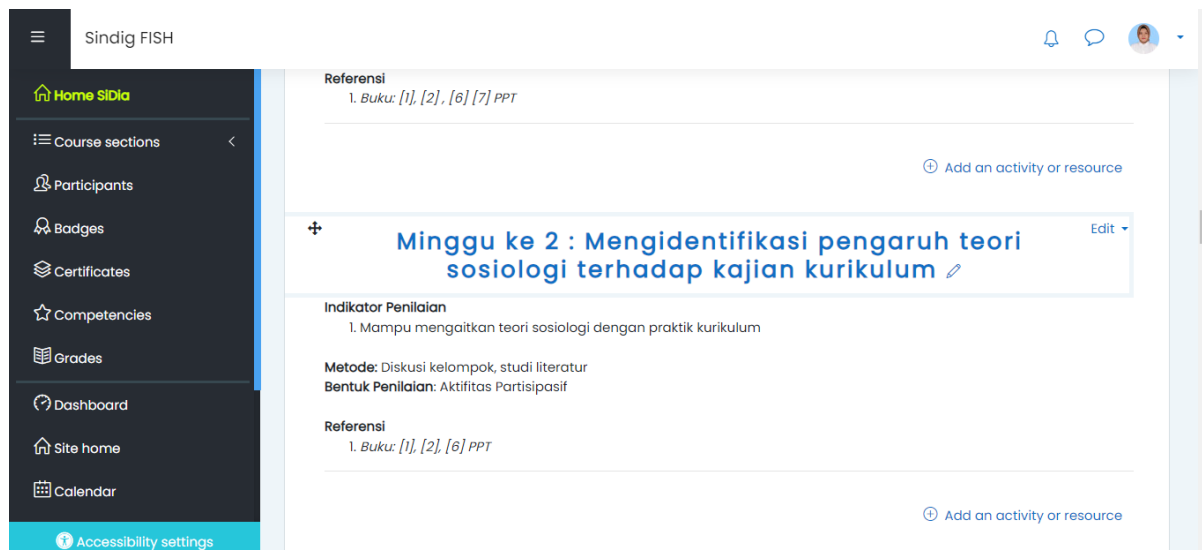 Sindig FISH
Home SiDia
Course sections
Participants
Badges
Certificates
Competencies
Grades
Dashboard
Site home
Calendar
Accessibility settings
Referensi
1. Buku: [1], [2] , [6] [7] PPT
Add an activity or resource
Minggu ke 2 : Mengidentifikasi pengaruh teori
sosiologi terhadap kajian kurikulum
Edit
Indikator Penilaian
1. Mampu mengaitkan teori sosiologi dengan praktik kurikulum
Metode: Diskusi kelompok, studi literatur
Bentuk Penilaian: Aktifitas Partisipasif
Referensi
1. Buku: [1], [2], [6] PPT
Add an activity or resource